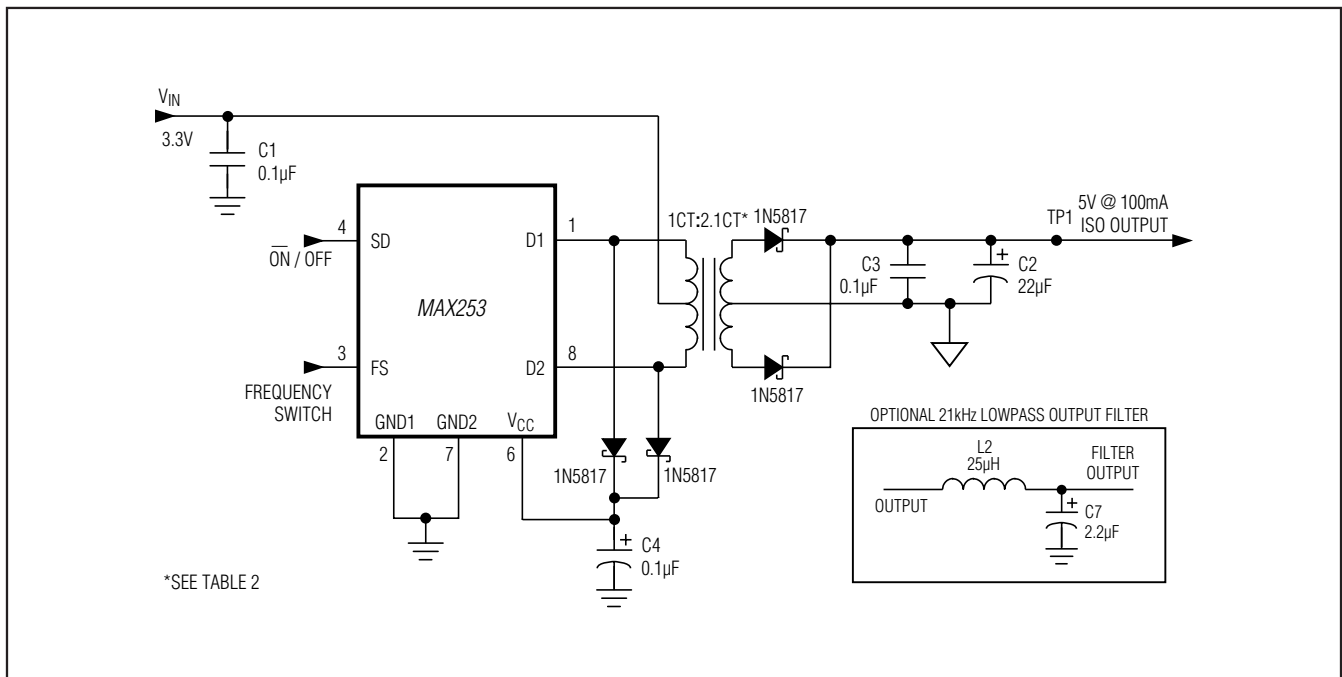 VIN
3.3V
C1
0.1µF
4
SD
ON / OFF
MAX253
D1
1
3
FS
FREQUENCY
SWITCH
D2
8
GND1
GND2
VCC
2
7
6
1CT:2.1CT*
1N5817
1N5817
1N5817
1N5817
C4
+
0.1µF
C3
0.1µF
+
C2
22µF
TP1
5V @ 100mA
ISO OUTPUT
OPTIONAL 21kHz LOWPASS OUTPUT FILTER
L2
25µH
OUTPUT
FILTER
OUTPUT
+
C7
2.2µF
*SEE TABLE 2